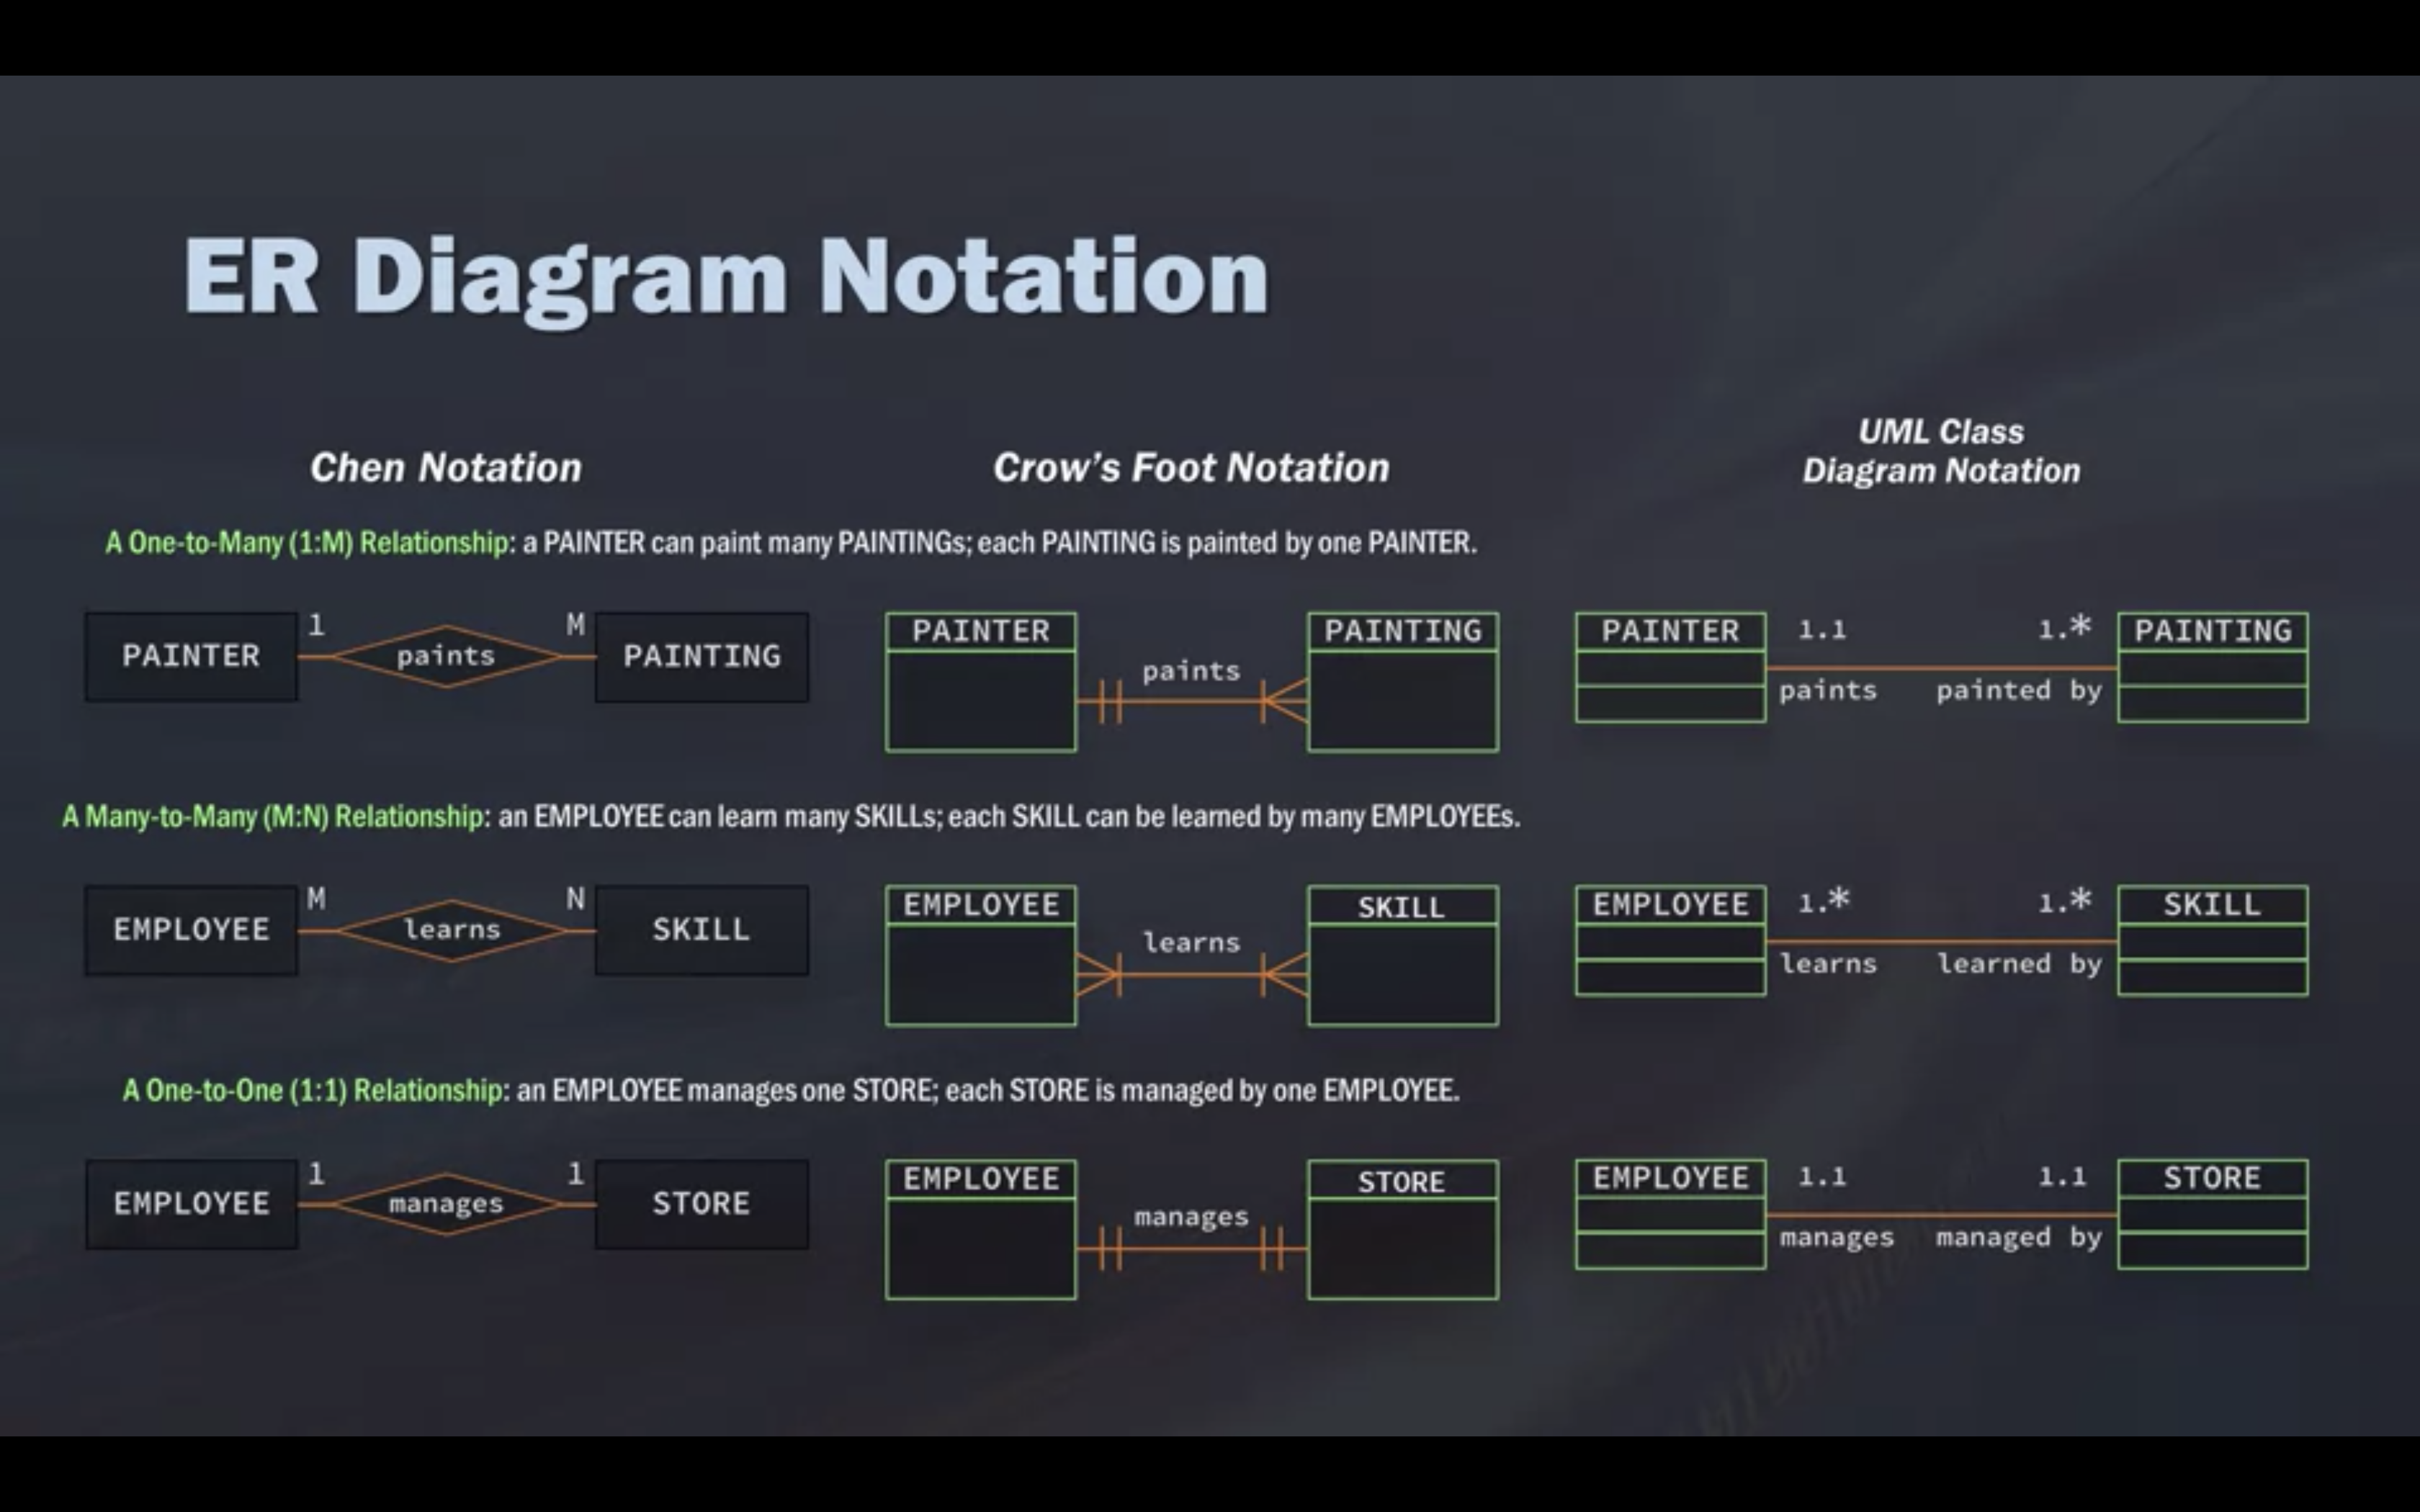 ER Diagram Notation
Chen Notation
Crow's Foot Notation
UML Class
Diagram Notation
A One-to-Many (1:M) Relationship: a PAINTER can paint many PAINTINGs; each PAINTING is painted by one PAINTER.
PAINTER 1 paints M PAINTING
PAINTER paints PAINTING
PAINTER 1.1 1.* PAINTING
paints painted by
A Many-to-Many (M:N) Relationship: an EMPLOYEE can learn many SKILLs; each SKILL can be learned by many EMPLOYEEs.
EMPLOYEE M learns N SKILL
EMPLOYEE learns SKILL
EMPLOYEE 1.* 1.* SKILL
learns learned by
A One-to-One (1:1) Relationship: an EMPLOYEE manages one STORE; each STORE is managed by one EMPLOYEE.
EMPLOYEE 1 manages 1 STORE
EMPLOYEE manages STORE
EMPLOYEE 1.1 1.1 STORE
manages managed by